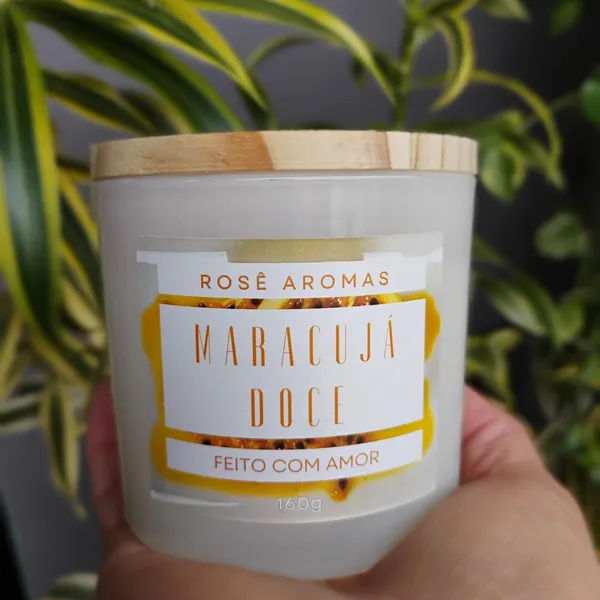 ROSÊ AROMAS
MARACUJÁ
DOCE
FEITO COM AMOR
160g